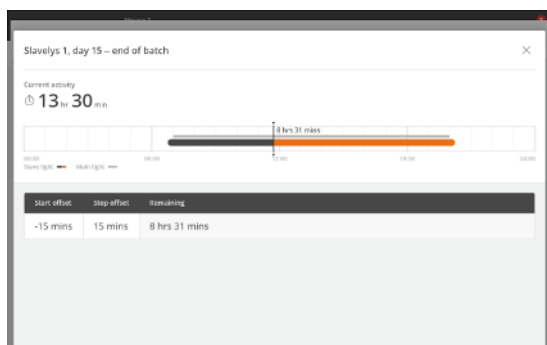 Slavelys 1, day 15 – end of batch
Current activity
13 hr 30 min
8 hrs 31 mins
00:00 06:00 12:00 18:00 24:00
Slave light Main light
Start offset Stop offset Remaining
-15 mins 15 mins 8 hrs 31 mins